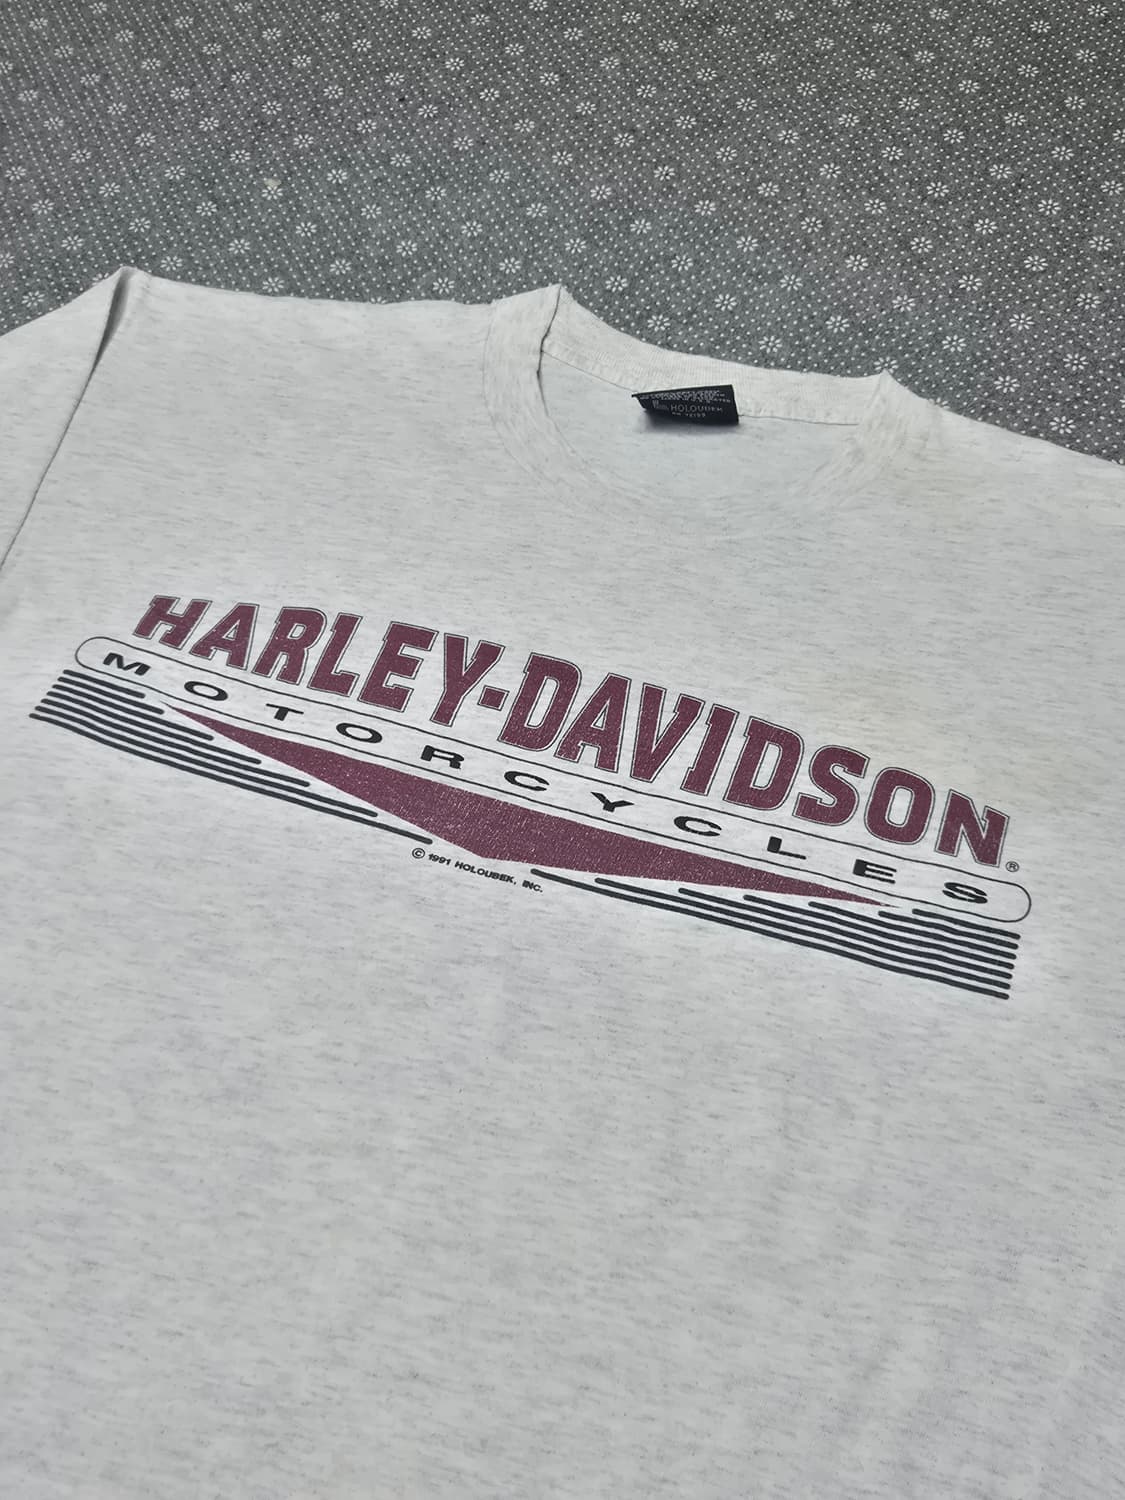 HARLEY-DAVIDSON®
MOTORCYCLES
© 1991 HOLOUBEK, INC.
HOLOUBEK